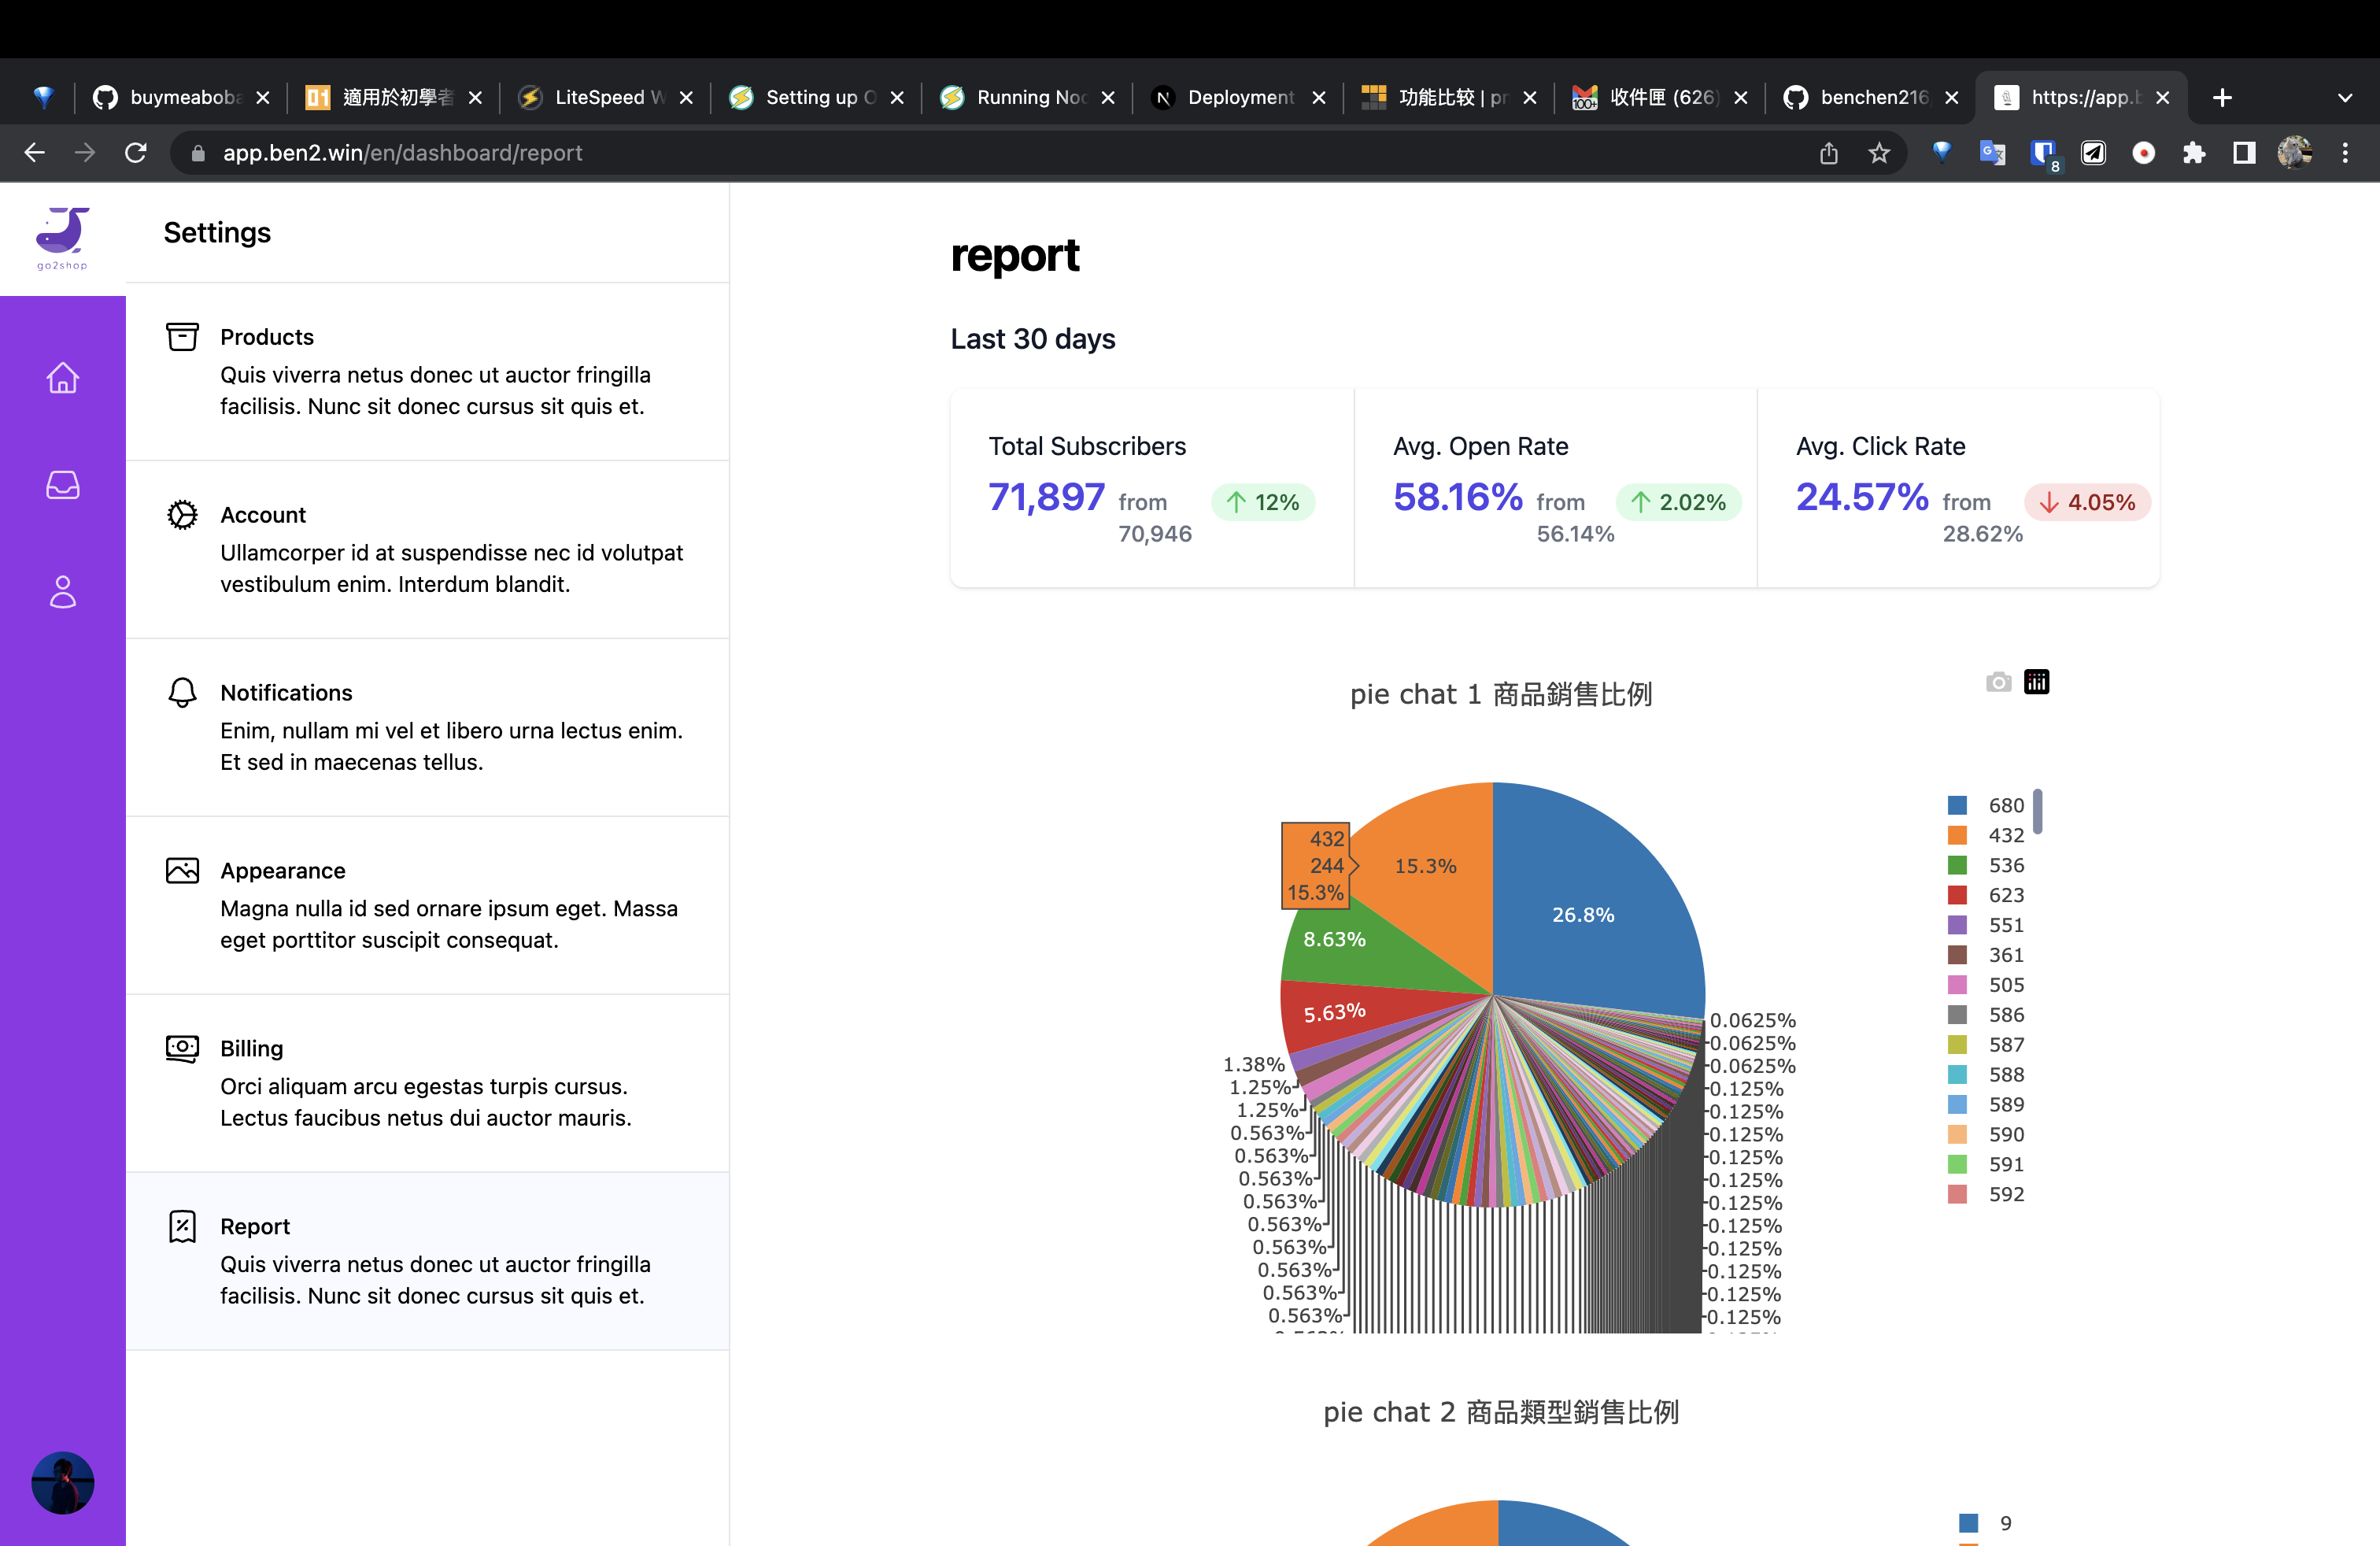 buymeaboba
適用於初學者
LiteSpeed W
Setting up O
Running Noc
Deployment
功能比较 | pr
收件匣 (626)
benchen216
https://app.b
app.ben2.win/en/dashboard/report
8
go2shop
Settings
Products
Quis viverra netus donec ut auctor fringilla
facilisis. Nunc sit donec cursus sit quis et.
Account
Ullamcorper id at suspendisse nec id volutpat
vestibulum enim. Interdum blandit.
Notifications
Enim, nullam mi vel et libero urna lectus enim.
Et sed in maecenas tellus.
Appearance
Magna nulla id sed ornare ipsum eget. Massa
eget porttitor suscipit consequat.
Billing
Orci aliquam arcu egestas turpis cursus.
Lectus faucibus netus dui auctor mauris.
Report
Quis viverra netus donec ut auctor fringilla
facilisis. Nunc sit donec cursus sit quis et.
report
Last 30 days
Total Subscribers
71,897 from 70,946
12%
Avg. Open Rate
58.16% from 56.14%
2.02%
Avg. Click Rate
24.57% from 28.62%
4.05%
pie chat 1 商品銷售比例
432
244
15.3%
15.3%
26.8%
8.63%
5.63%
1.38%
1.25%
1.25%
0.563%
0.563%
0.563%
0.563%
0.563%
0.563%
0.563%
0.563%
0.563%
0.0625%
0.0625%
0.0625%
0.125%
0.125%
0.125%
0.125%
0.125%
0.125%
0.125%
0.125%
0.125%
0.125%
0.125%
680
432
536
623
551
361
505
586
587
588
589
590
591
592
pie chat 2 商品類型銷售比例
9